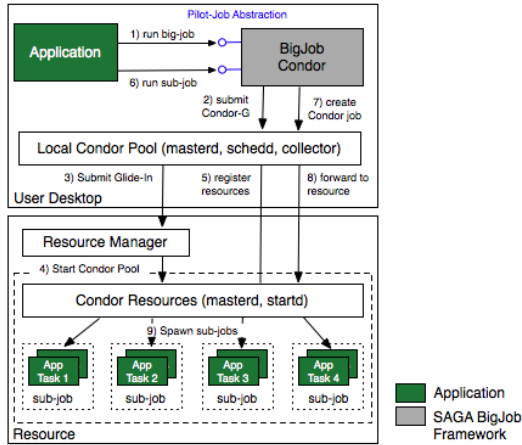 Pilot-Job Abstraction
Application
1) run big-job
6) run sub-job
BigJob
Condor
2) submit
Condor-G
7) create
Condor job
Local Condor Pool (masterd, schedd, collector)
3) Submit Glide-In
5) register
resources
8) forward to
resource
User Desktop
Resource Manager
4) Start Condor Pool
Condor Resources (masterd, startd)
9) Spawn sub-jobs
App
Task 1
sub-job
App
Task 2
sub-job
App
Task 3
sub-job
App
Task 4
sub-job
Resource
Application
SAGA BigJob
Framework